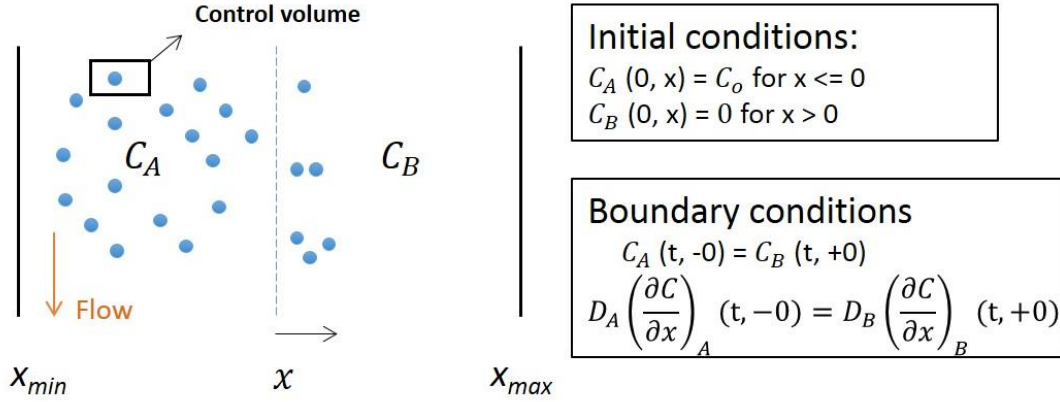 Control volume
C_A
C_B
Flow
x_min
x
x_max
Initial conditions:
C_A (0, x) = C_o for x <= 0
C_B (0, x) = 0 for x > 0
Boundary conditions
C_A (t, -0) = C_B (t, +0)
D_A (∂C/∂x)_A (t, −0) = D_B (∂C/∂x)_B (t, +0)